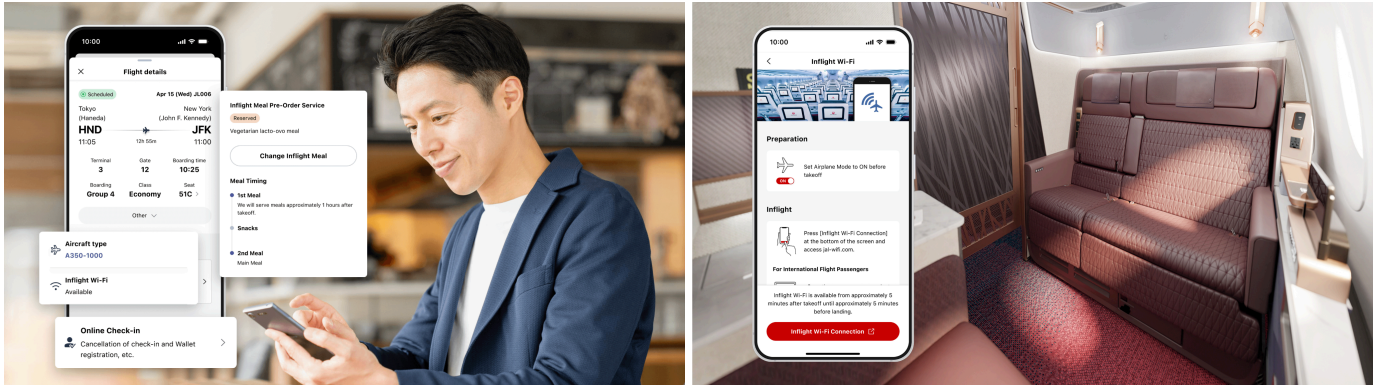 10:00
Flight details
Scheduled
Apr 15 (Wed) JL006
Tokyo
(Haneda)
New York
(John F. Kennedy)
HND
JFK
11:05
12h 55m
11:00
Terminal
Gate
Boarding time
3
12
10:25
Boarding
Class
Seat
Group 4
Economy
51C
Other
Aircraft type
A350-1000
Inflight Wi-Fi
Available
Online Check-in
Cancellation of check-in and Wallet
registration, etc.
Inflight Meal Pre-Order Service
Reserved
Vegetarian lacto-ovo meal
Change Inflight Meal
Meal Timing
1st Meal
We will serve meals approximately 1 hours after
takeoff.
Snacks
2nd Meal
Main Meal
10:00
Inflight Wi-Fi
Preparation
Set Airplane Mode to ON before
takeoff
ON
Inflight
Press [Inflight Wi-Fi Connection]
at the bottom of the screen and
access jal-wifi.com.
For International Flight Passengers
Inflight Wi-Fi is available from approximately 5
minutes after takeoff until approximately 5 minutes
before landing.
Inflight Wi-Fi Connection